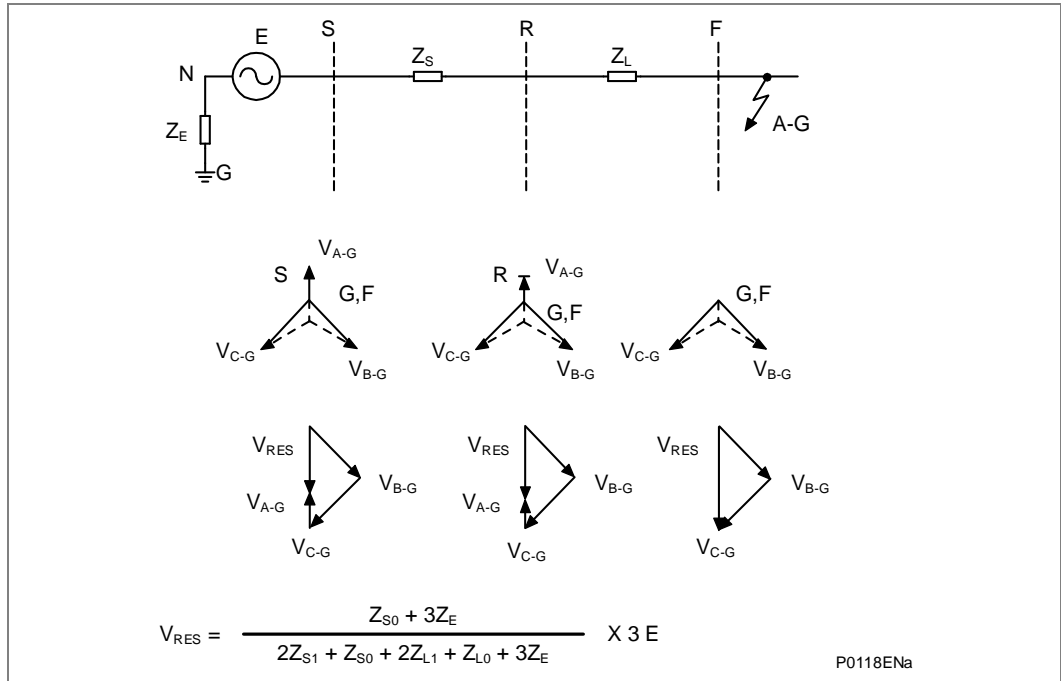 S R F
E
Z_S Z_L
N
Z_E
A-G
G
V_A-G V_A-G
S R
G,F G,F G,F
V_C-G V_B-G V_C-G V_B-G V_C-G V_B-G
V_RES V_RES V_RES
V_B-G V_B-G V_B-G
V_A-G V_A-G
V_C-G V_C-G V_C-G
Z_S0 + 3Z_E
V_RES = X 3 E
2Z_S1 + Z_S0 + 2Z_L1 + Z_L0 + 3Z_E
P0118ENa